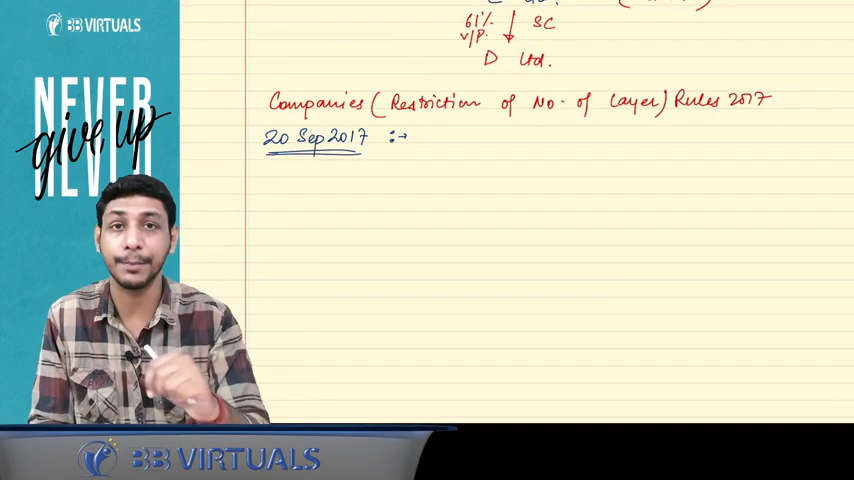 BB VIRTUALS
NEVER
give up
NEVER
61%
v/p.
SC
D Ltd.
Companies (Restriction of No. of Layer) Rules 2017
20 Sep 2017 :→
BB VIRTUALS